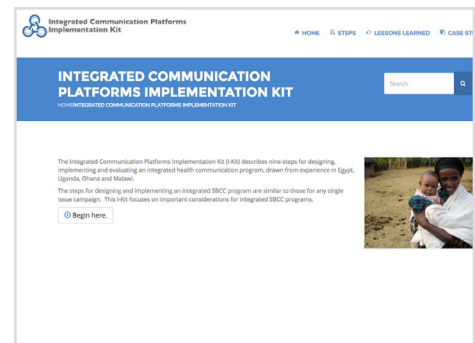 Integrated Communication Platforms
Implementation Kit
HOME STEPS LESSONS LEARNED CASE ST
INTEGRATED COMMUNICATION
PLATFORMS IMPLEMENTATION KIT
HOMEINTEGRATED COMMUNICATION PLATFORMS IMPLEMENTATION KIT
Search
The Integrated Communication Platforms Implementation Kit (I-Kit) describes nine-steps for designing,
implementing and evaluating an integrated health communication program, drawn from experience in Egypt,
Uganda, Ghana and Malawi.
The steps for designing and implementing an integrated SBCC program are similar to those for any single
issue campaign. This I-Kit focuses on important considerations for integrated SBCC programs.
Begin here.